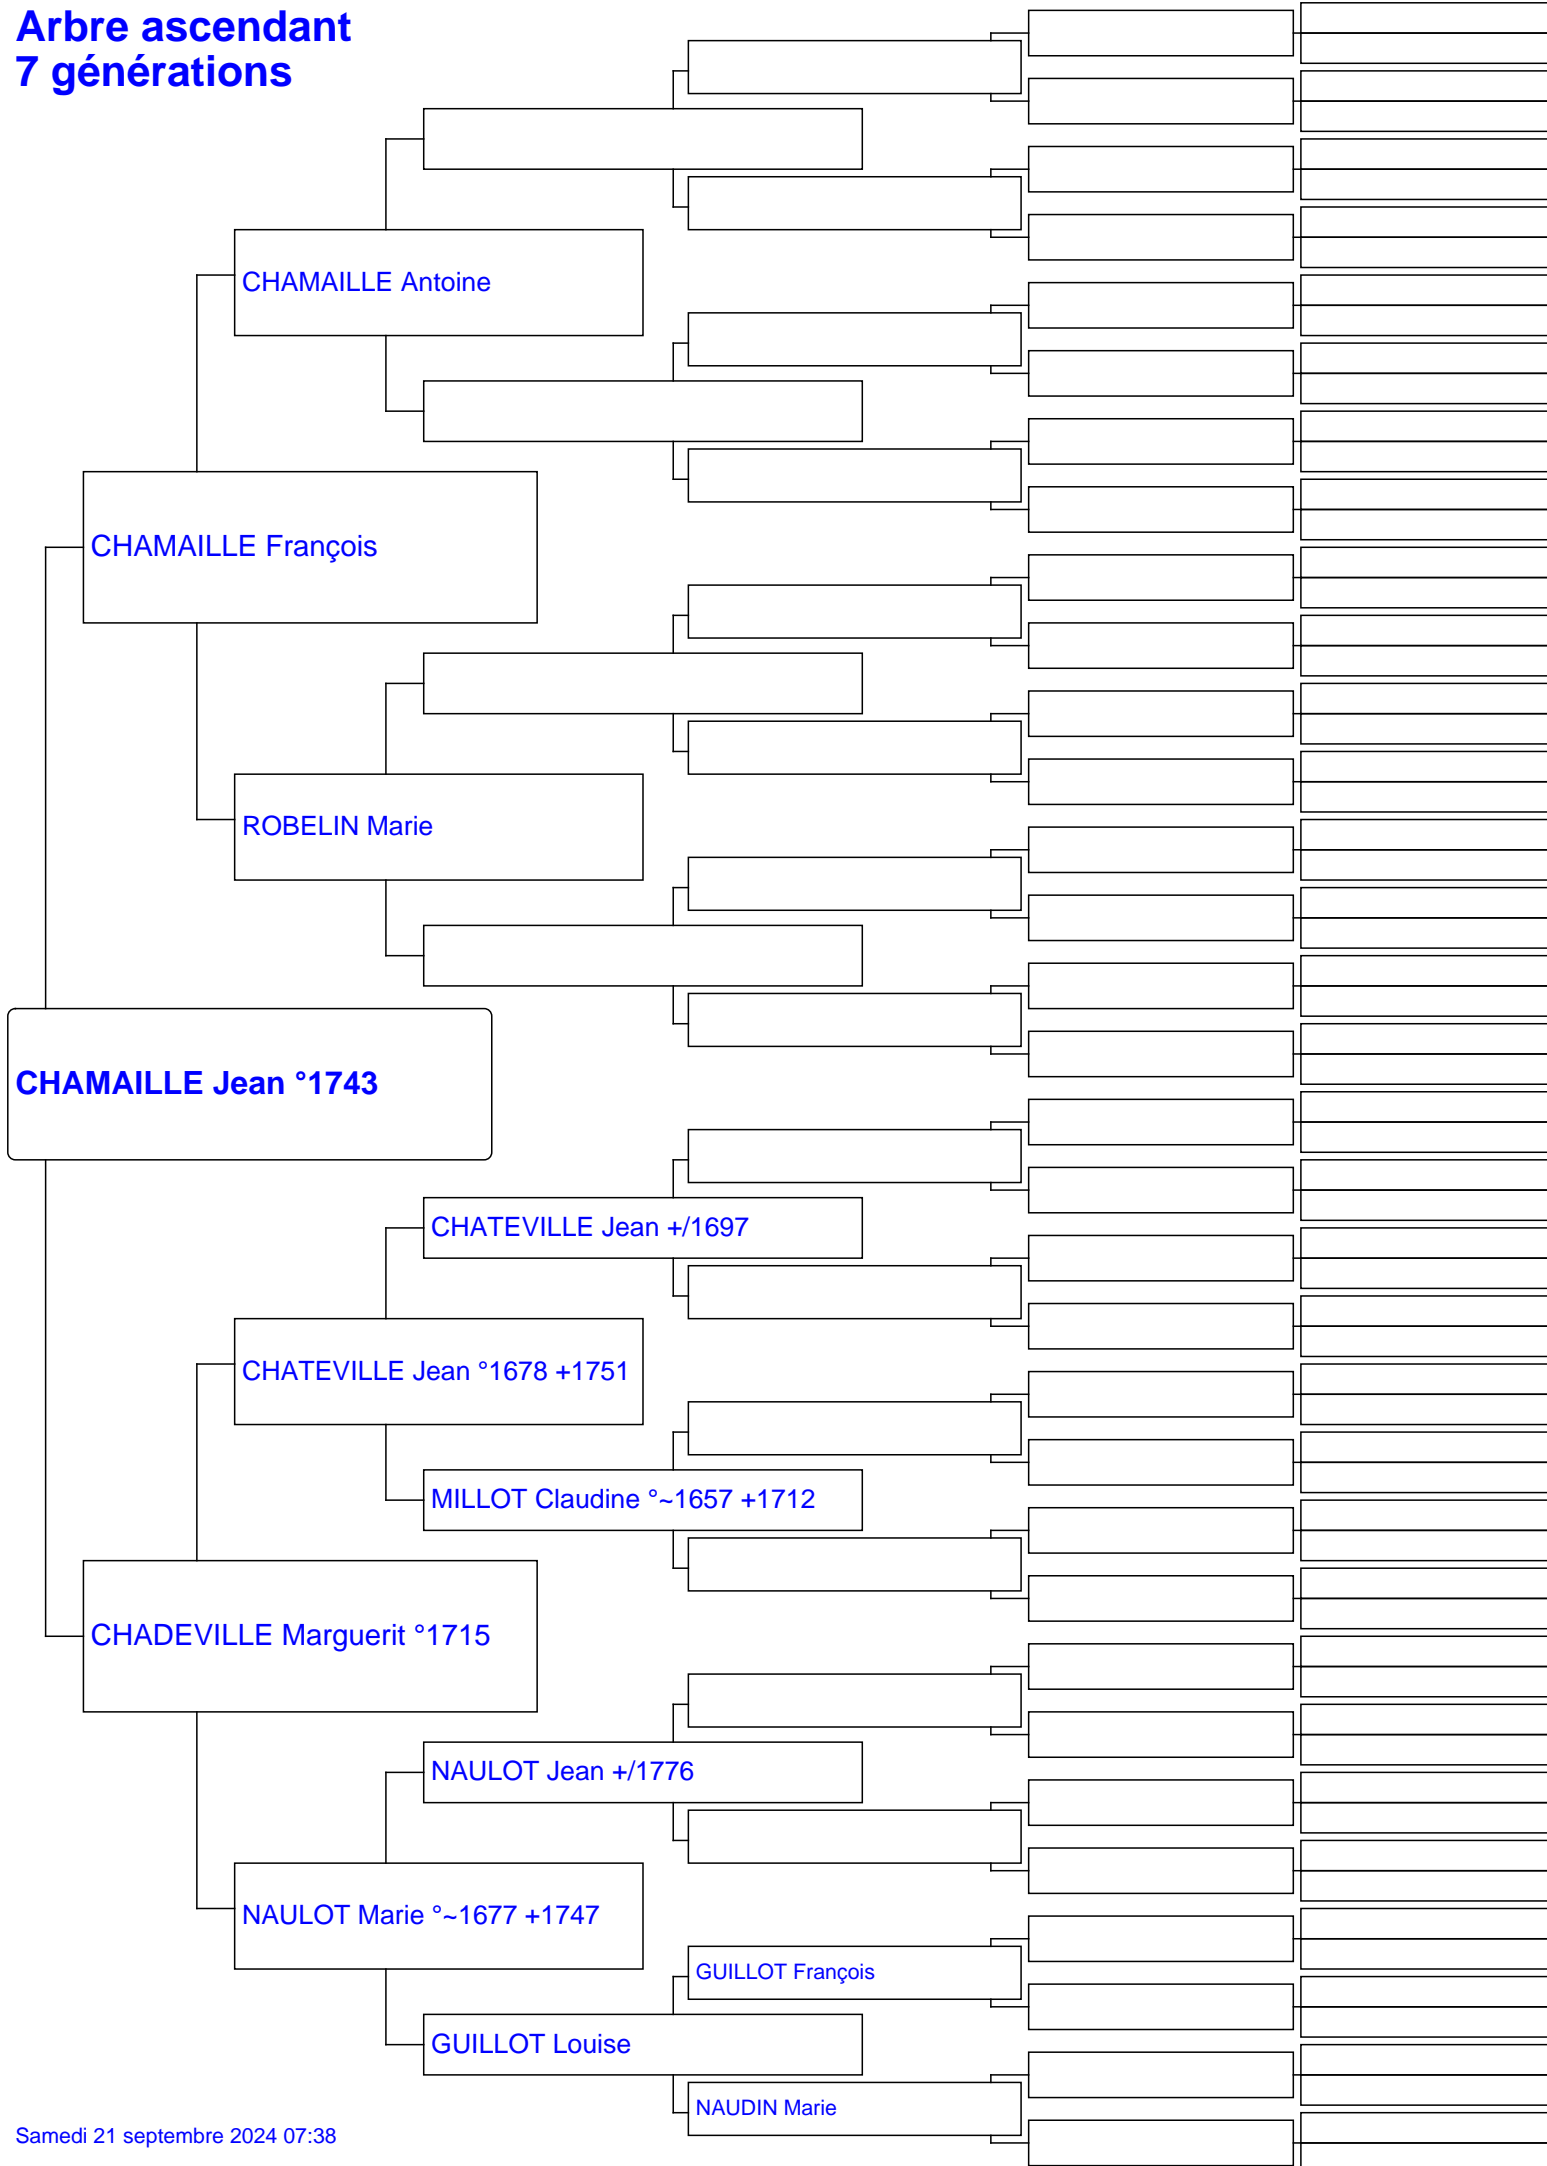 Arbre ascendant
7 générations
CHAMAILLE Antoine
CHAMAILLE François
ROBELIN Marie
CHAMAILLE Jean °1743
CHATEVILLE Jean +/1697
CHATEVILLE Jean °1678 +1751
MILLOT Claudine °~1657 +1712
CHADEVILLE Marguerit °1715
NAULOT Jean +/1776
NAULOT Marie °~1677 +1747
GUILLOT François
GUILLOT Louise
NAUDIN Marie
Samedi 21 septembre 2024 07:38